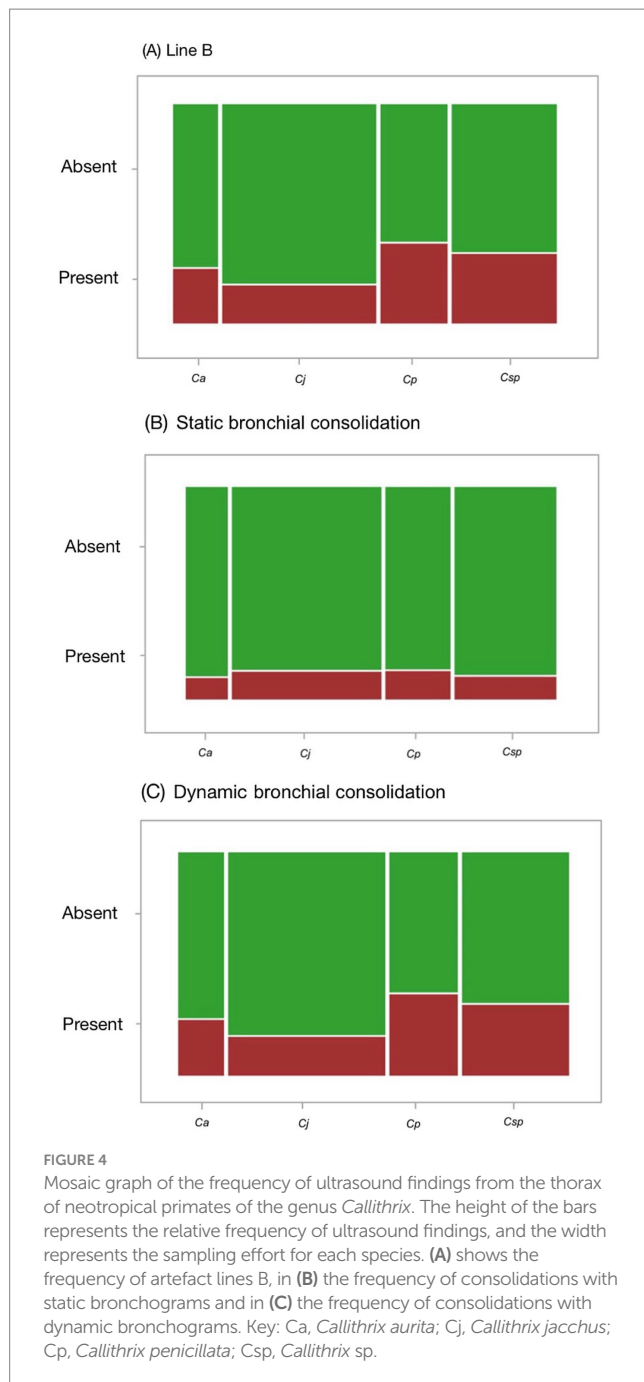 (A) Line B
Absent
Present
Ca Cj Cp Csp
(B) Static bronchial consolidation
Absent
Present
Ca Cj Cp Csp
(C) Dynamic bronchial consolidation
Absent
Present
Ca Cj Cp Csp
FIGURE 4
Mosaic graph of the frequency of ultrasound findings from the thorax
of neotropical primates of the genus Callithrix. The height of the bars
represents the relative frequency of ultrasound findings, and the width
represents the sampling effort for each species. (A) shows the
frequency of artefact lines B, in (B) the frequency of consolidations with
static bronchograms and in (C) the frequency of consolidations with
dynamic bronchograms. Key: Ca, Callithrix aurita; Cj, Callithrix jacchus;
Cp, Callithrix penicillata; Csp, Callithrix sp.